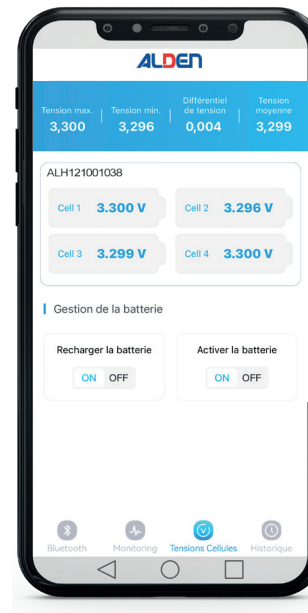 ALDEN
Tension max.
3,300
Tension min.
3,296
Différentiel
de tension
0,004
Tension
moyenne
3,299
ALH121001038
Cell 1 3.300 V
Cell 2 3.296 V
Cell 3 3.299 V
Cell 4 3.300 V
Gestion de la batterie
Recharger la batterie
ON OFF
Activer la batterie
ON OFF
Bluetooth
Monitoring
V
Tensions Cellules
Historique